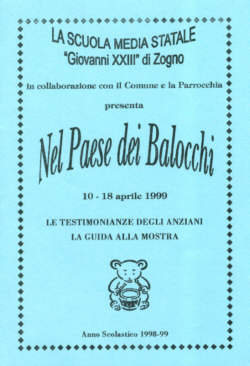 LA SCUOLA MEDIA STATALE
"Giovanni XXIII" di Zogno
In collaborazione con il Comune e la Parrocchia
presenta
Nel Paese dei Balocchi
10 - 18 aprile 1999
LE TESTIMONIANZE DEGLI ANZIANI
LA GUIDA ALLA MOSTRA
Anno Scolastico 1998-99